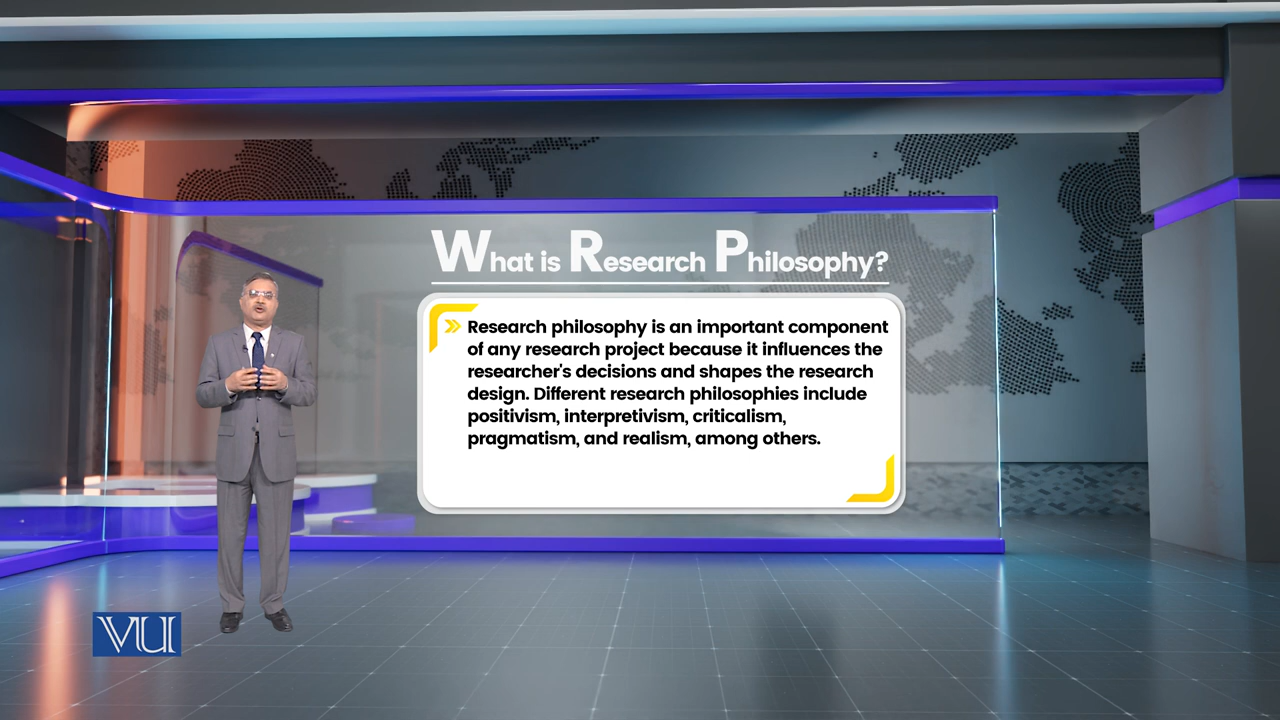 What is Research Philosophy?
Research philosophy is an important component
of any research project because it influences the
researcher's decisions and shapes the research
design. Different research philosophies include
positivism, interpretivism, criticalism,
pragmatism, and realism, among others.
VU